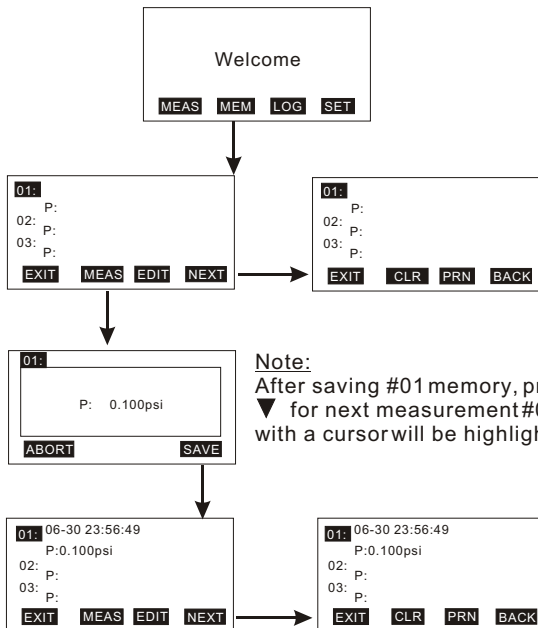 Welcome
MEAS MEM LOG SET
01:
P:
02:
P:
03:
P:
EXIT MEAS EDIT NEXT
01:
P:
02:
P:
03:
P:
EXIT CLR PRN BACK
01:
P: 0.100psi
ABORT SAVE
Note:
After saving #01 memory,
▼ for next measurement
with a cursor will be
01: 06-30 23:56:49
P:0.100psi
02:
P:
03:
P:
EXIT MEAS EDIT NEXT
01: 06-30 23:56:49
P:0.100psi
02:
P:
03:
P:
EXIT CLR PRN BACK